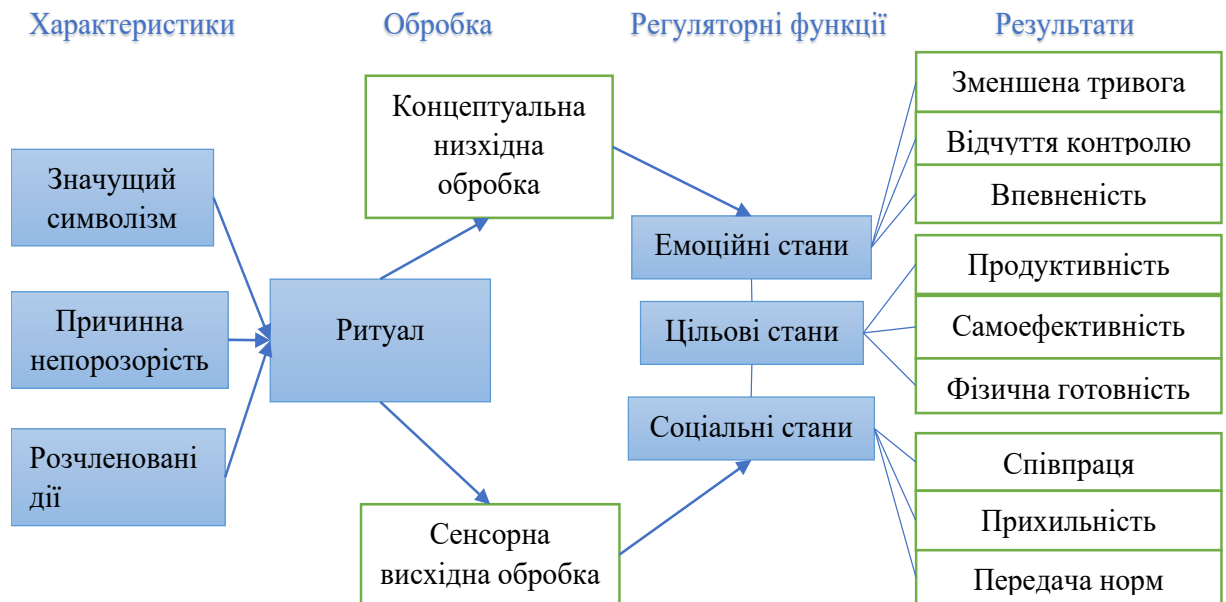 Характеристики
Обробка
Регуляторні функції
Результати
Значущий
символізм
Причинна
непорозорість
Розчленовані
дії
Ритуал
Концептуальна
низхідна
обробка
Сенсорна
висхідна обробка
Емоційні стани
Цільові стани
Соціальні стани
Зменшена тривога
Відчуття контролю
Впевненість
Продуктивність
Самоефективність
Фізична готовність
Співпраця
Прихильність
Передача норм